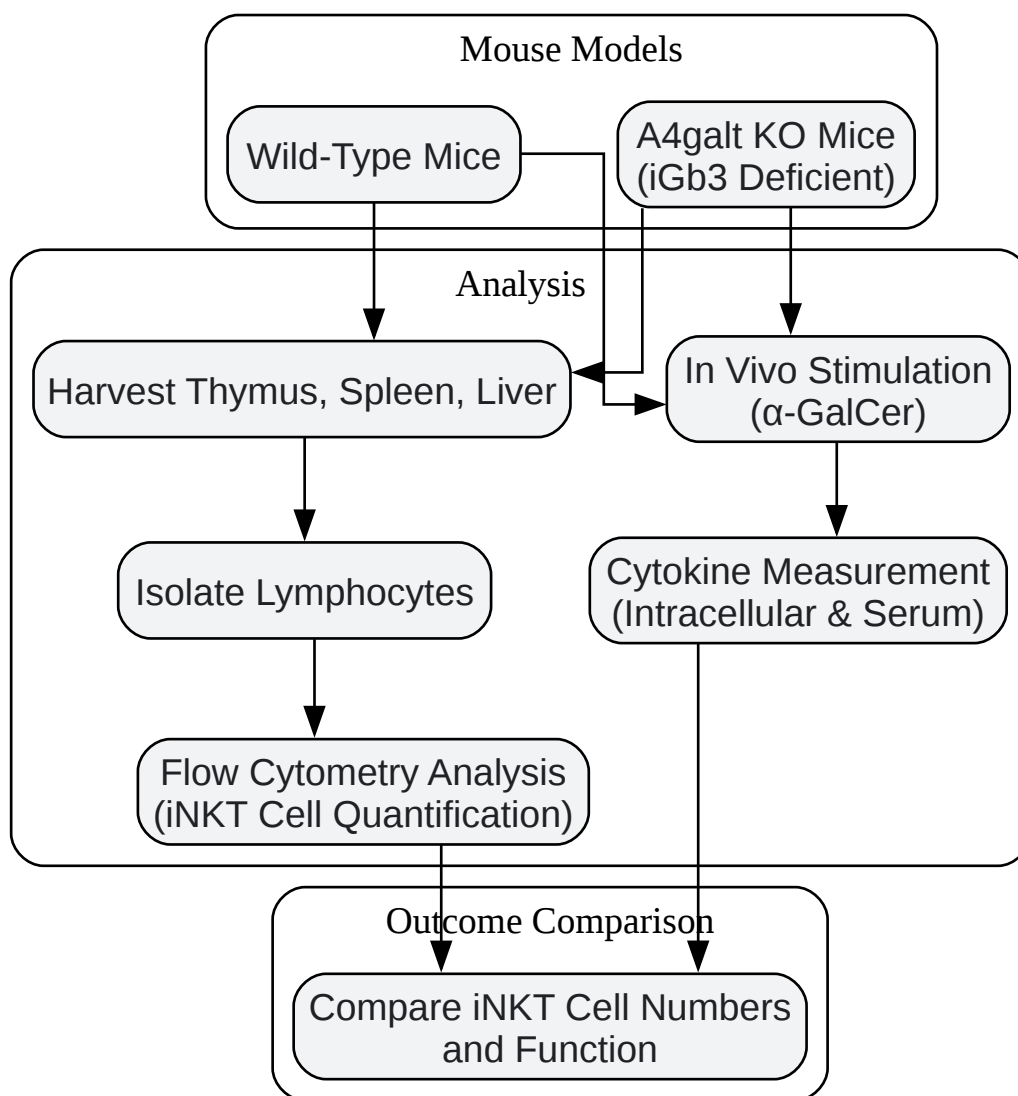 Mouse Models
Wild-Type Mice
A4galt KO Mice
(iGb3 Deficient)
Analysis
Harvest Thymus, Spleen, Liver
In Vivo Stimulation
(α-GalCer)
Isolate Lymphocytes
Cytokine Measurement
(Intracellular & Serum)
Flow Cytometry Analysis
(iNKT Cell Quantification)
Outcome Comparison
Compare iNKT Cell Numbers
and Function